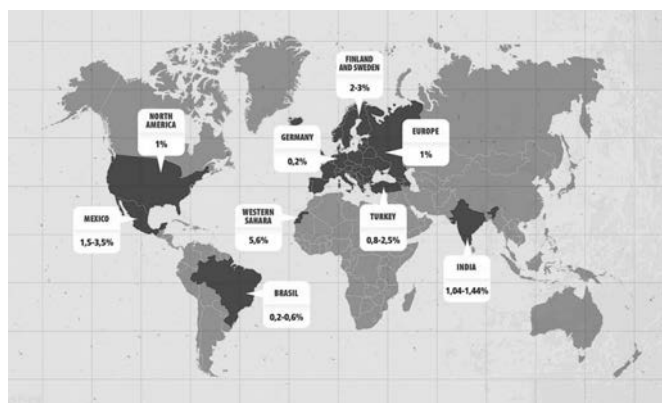 FINLAND
AND SWEDEN
2-3%
NORTH
AMERICA
1%
GERMANY
0,2%
EUROPE
1%
MEXICO
1,5-3,5%
WESTERN
SAHARA
5,6%
TURKEY
0,8-2,5%
INDIA
1,04-1,44%
BRASIL
0,2-0,6%